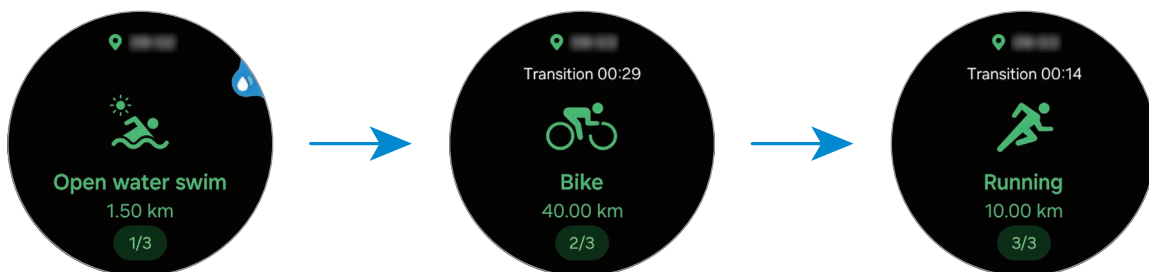 Open water swim
1.50 km
1/3
Transition 00:29
Bike
40.00 km
2/3
Transition 00:14
Running
10.00 km
3/3